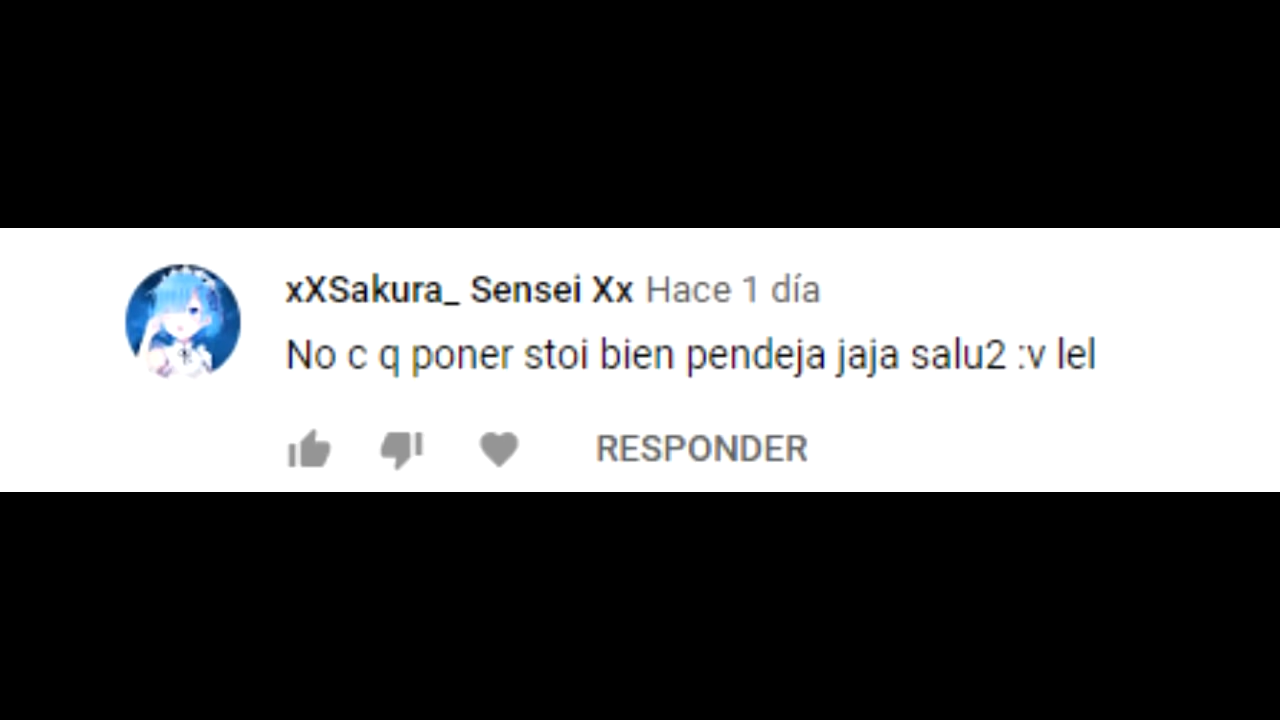 xXSakura_ Sensei Xx Hace 1 día
No c q poner stoi bien pendeja jaja salu2 :v lel
RESPONDER